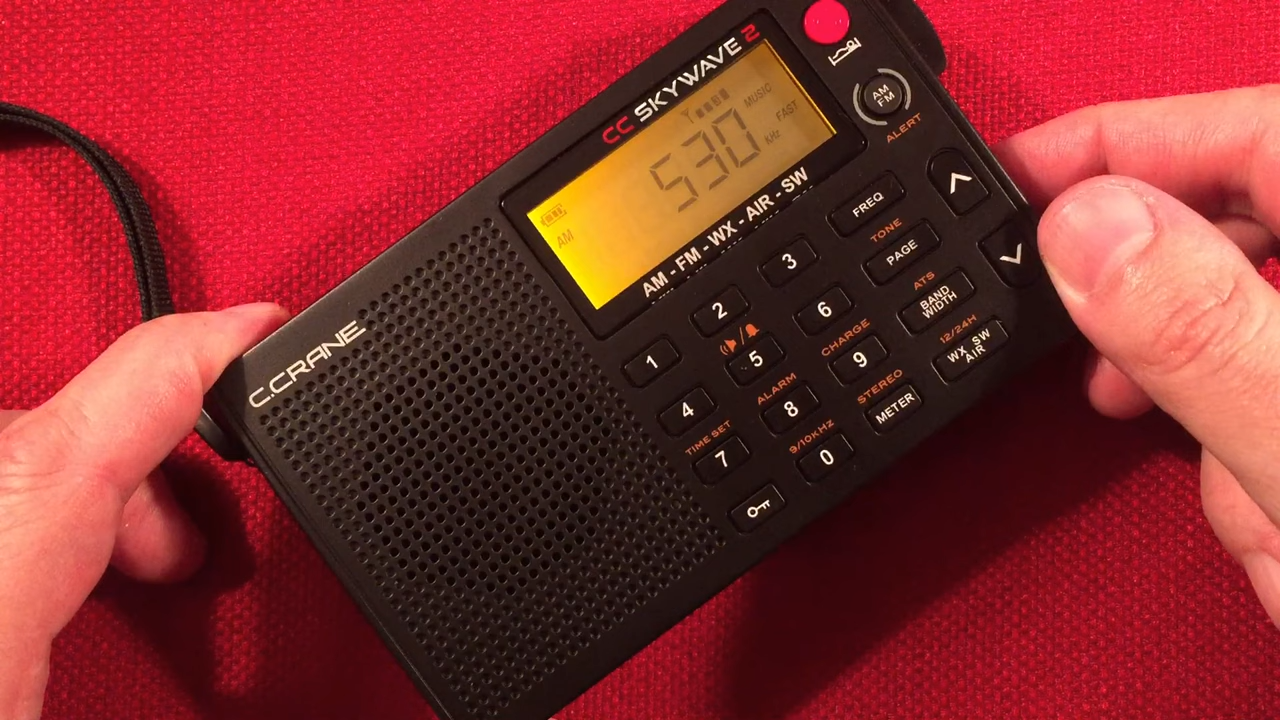 CC SKYWAVE 2
MUSIC
530
KHz
FAST
AM
AM - FM - WX - AIR - SW
C.CRANE
AM
FM
ALERT
FREQ
TONE
PAGE
ATS
BAND
WIDTH
12/24H
WX SW
AIR
1
2
3
4
5
6
CHARGE
TIME SET
7
ALARM
8
9
9/10KHZ
0
STEREO
METER